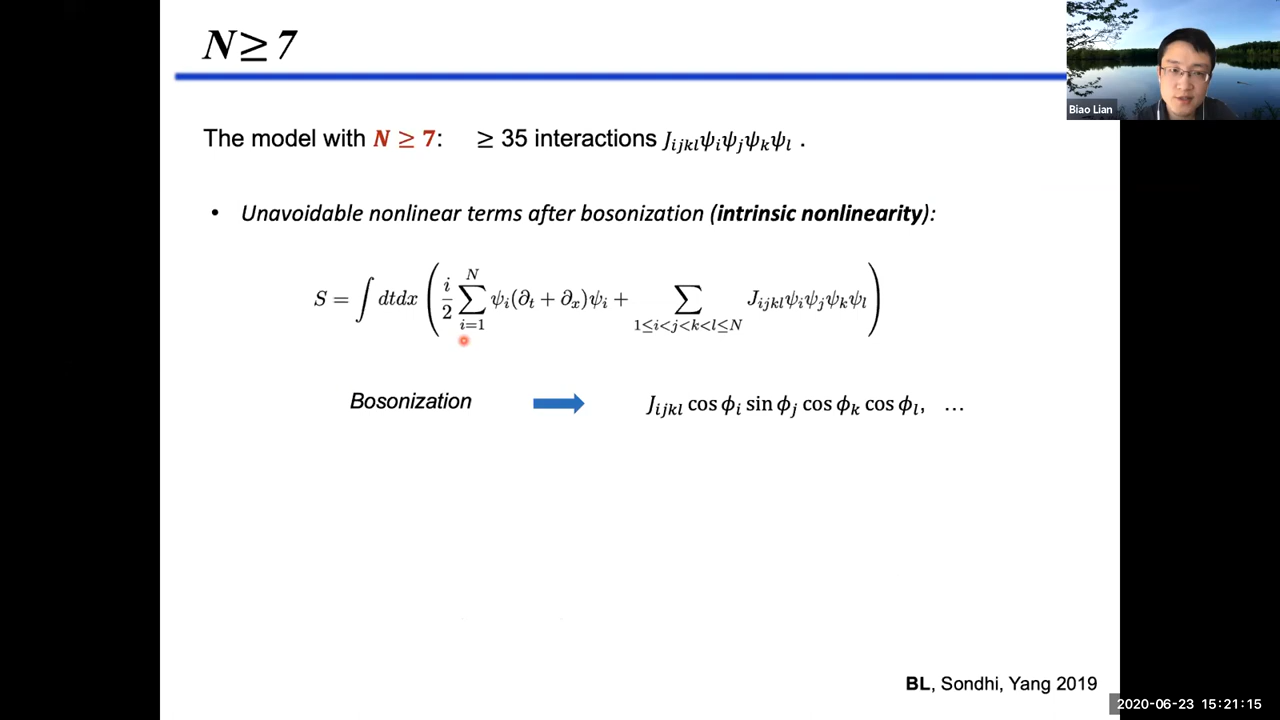 N ≥ 7
Biao Lian
The model with N ≥ 7: ≥ 35 interactions J_{ijkl}ψ_iψ_jψ_kψ_l .
• Unavoidable nonlinear terms after bosonization (intrinsic nonlinearity):
S = ∫ dtdx ( i/2 ∑_{i=1}^{N} ψ_i(∂_t + ∂_x)ψ_i + ∑_{1≤i<j<k<l≤N} J_{ijkl}ψ_iψ_jψ_kψ_l )
Bosonization J_{ijkl} cos ϕ_i sin ϕ_j cos ϕ_k cos ϕ_l, …
BL, Sondhi, Yang 2019
2020-06-23 15:21:15